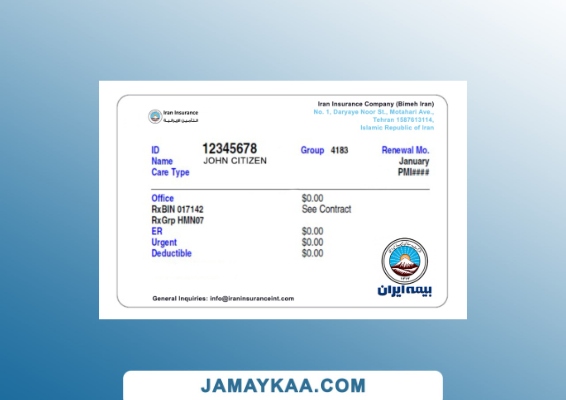 Iran Insurance Company (Bimeh Iran)
No. 1, Daryaye Noor St., Motahari Ave.,
Tehran 1587613114,
Islamic Republic of Iran
Iran Insurance
ID 12345678 Group 4183 Renewal Mo.
Name JOHN CITIZEN January
Care Type PMI####
Office $0.00
RxBIN 017142 See Contract
RxGrp HMN07
ER $0.00
Urgent $0.00
Deductible $0.00
بیمه ایران
General Inquiries: info@iraninsuranceint.com
JAMAYKAA.COM